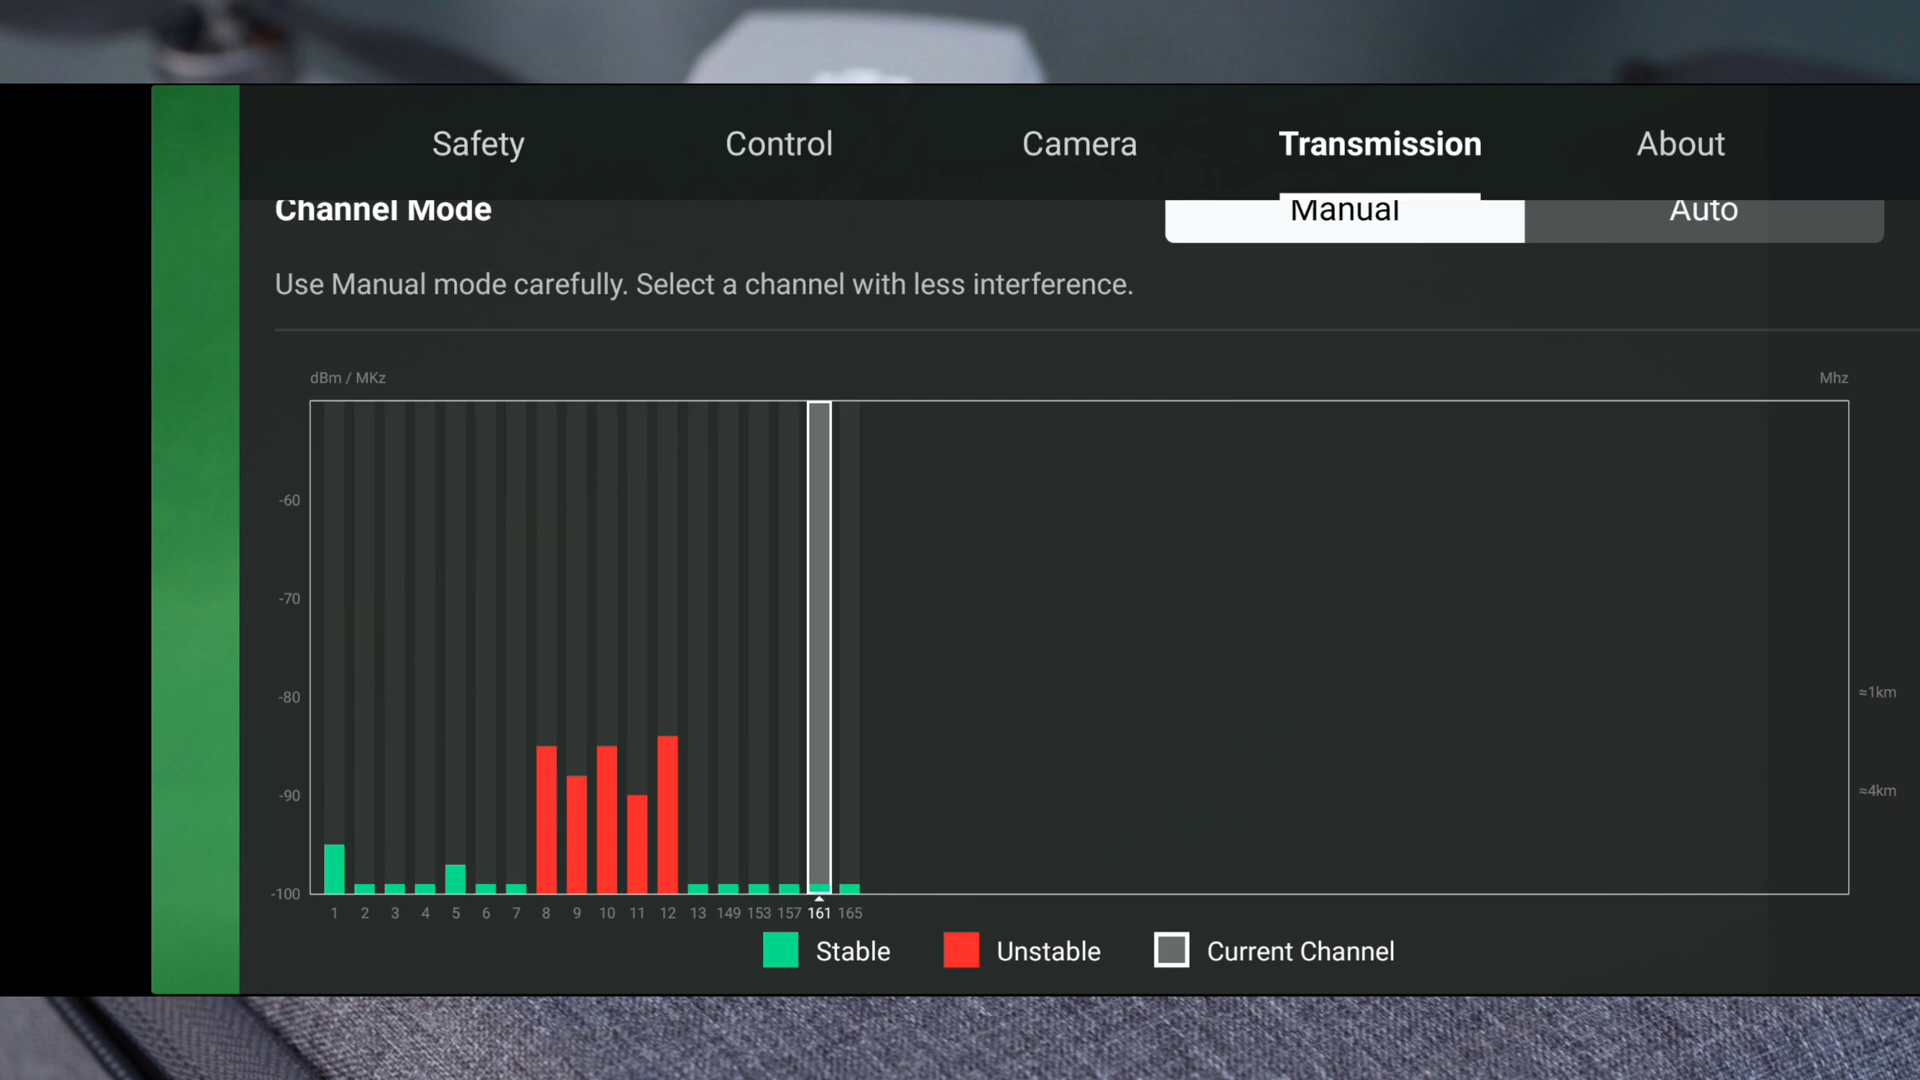 Safety Control Camera Transmission About
Channel Mode Manual Auto
Use Manual mode carefully. Select a channel with less interference.
dBm / MKz Mhz
-60
-70
-80 ≈1km
-90 ≈4km
-100
1 2 3 4 5 6 7 8 9 10 11 12 13 149 153 157 161 165
Stable Unstable Current Channel